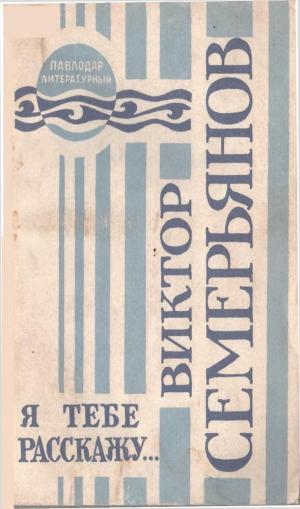 ПАВЛОДАР
ЛИТЕРАТУРНЫЙ
ВИКТОР
СЕМЕРЬЯНОВ
Я ТЕБЕ
РАССКАЖУ...